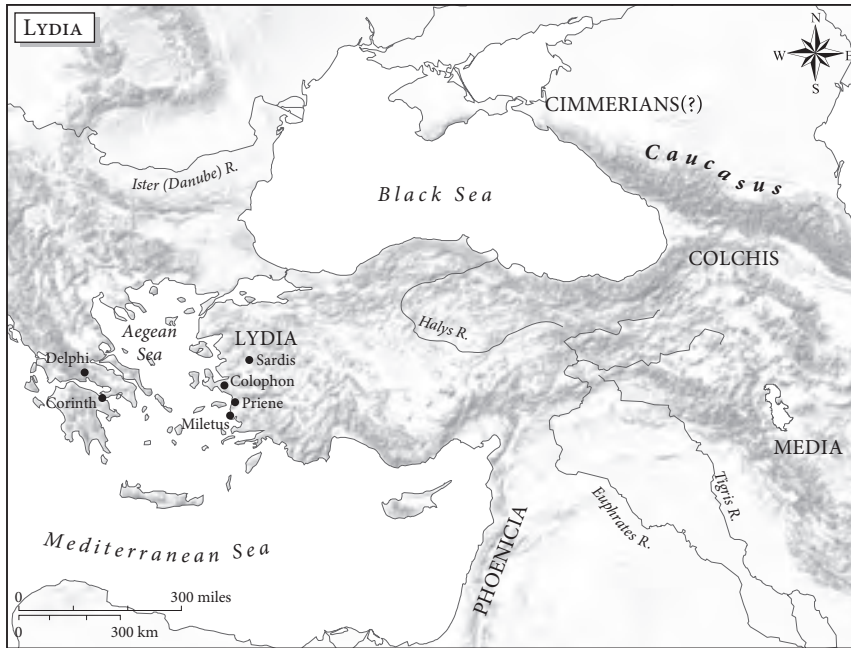 LYDIA
N
W E
S
CIMMERIANS(?)
Caucasus
Ister (Danube) R.
Black Sea
COLCHIS
Halys R.
Aegean
Sea
LYDIA
Sardis
Delphi
Colophon
Corinth
Priene
Miletus
MEDIA
Tigris R.
Euphrates R.
PHOENICIA
Mediterranean Sea
0 300 miles
0 300 km